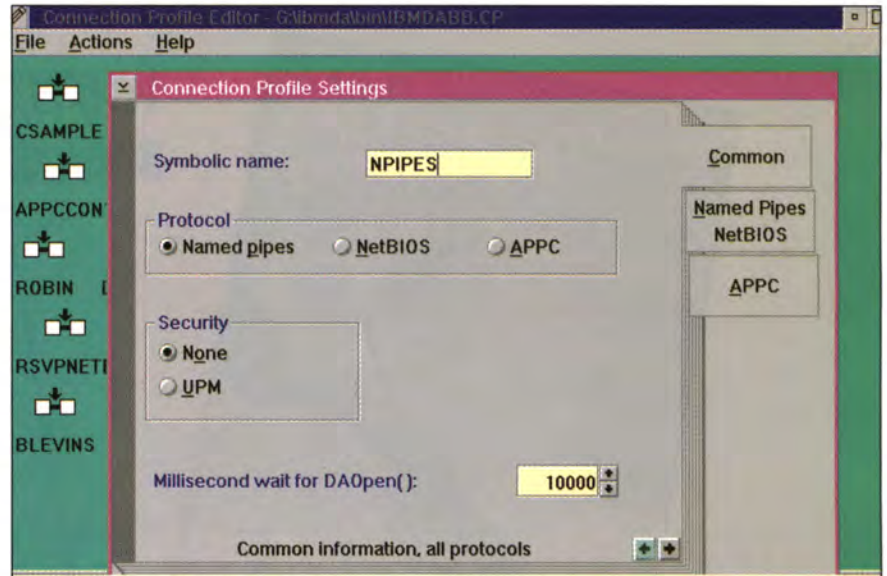 Connection Profile Editor - G:\ibmda\bin\IBMDABB.CP
File Actions Help
Connection Profile Settings
CSAMPLE
APPCCON
ROBIN
RSVPNET
BLEVINS
Symbolic name: NPIPES
Protocol
Named pipes NetBIOS APPC
Security
None
UPM
Millisecond wait for DAOpen( ): 10000
Common information, all protocols
Common
Named Pipes
NetBIOS
APPC